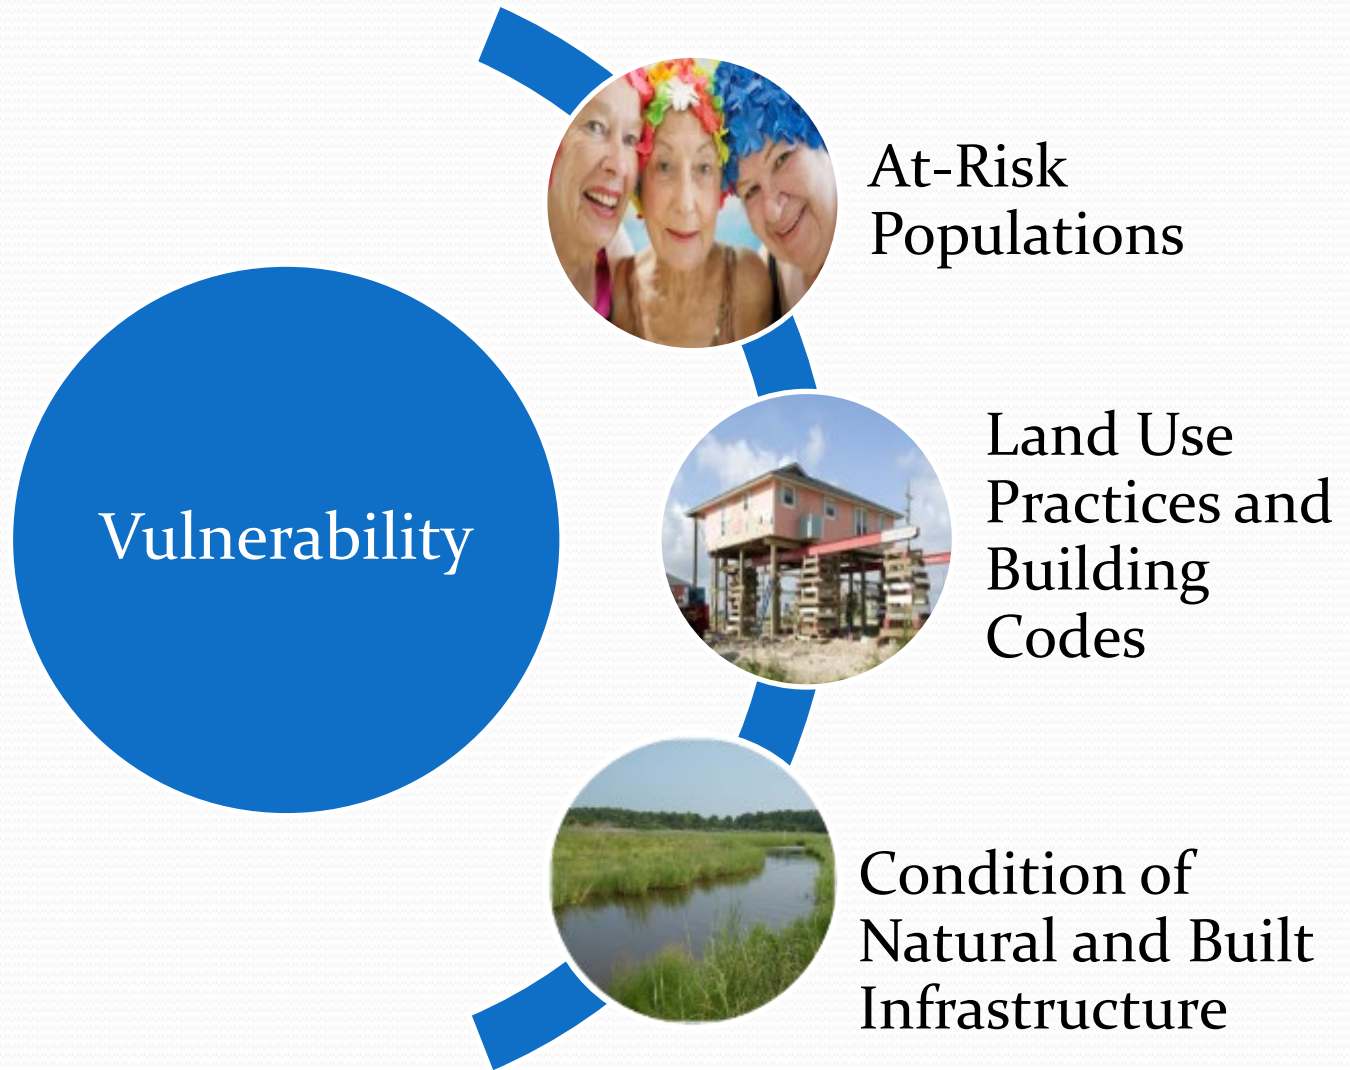 Vulnerability
At-Risk
Populations
Land Use
Practices and
Building
Codes
Condition of
Natural and Built
Infrastructure